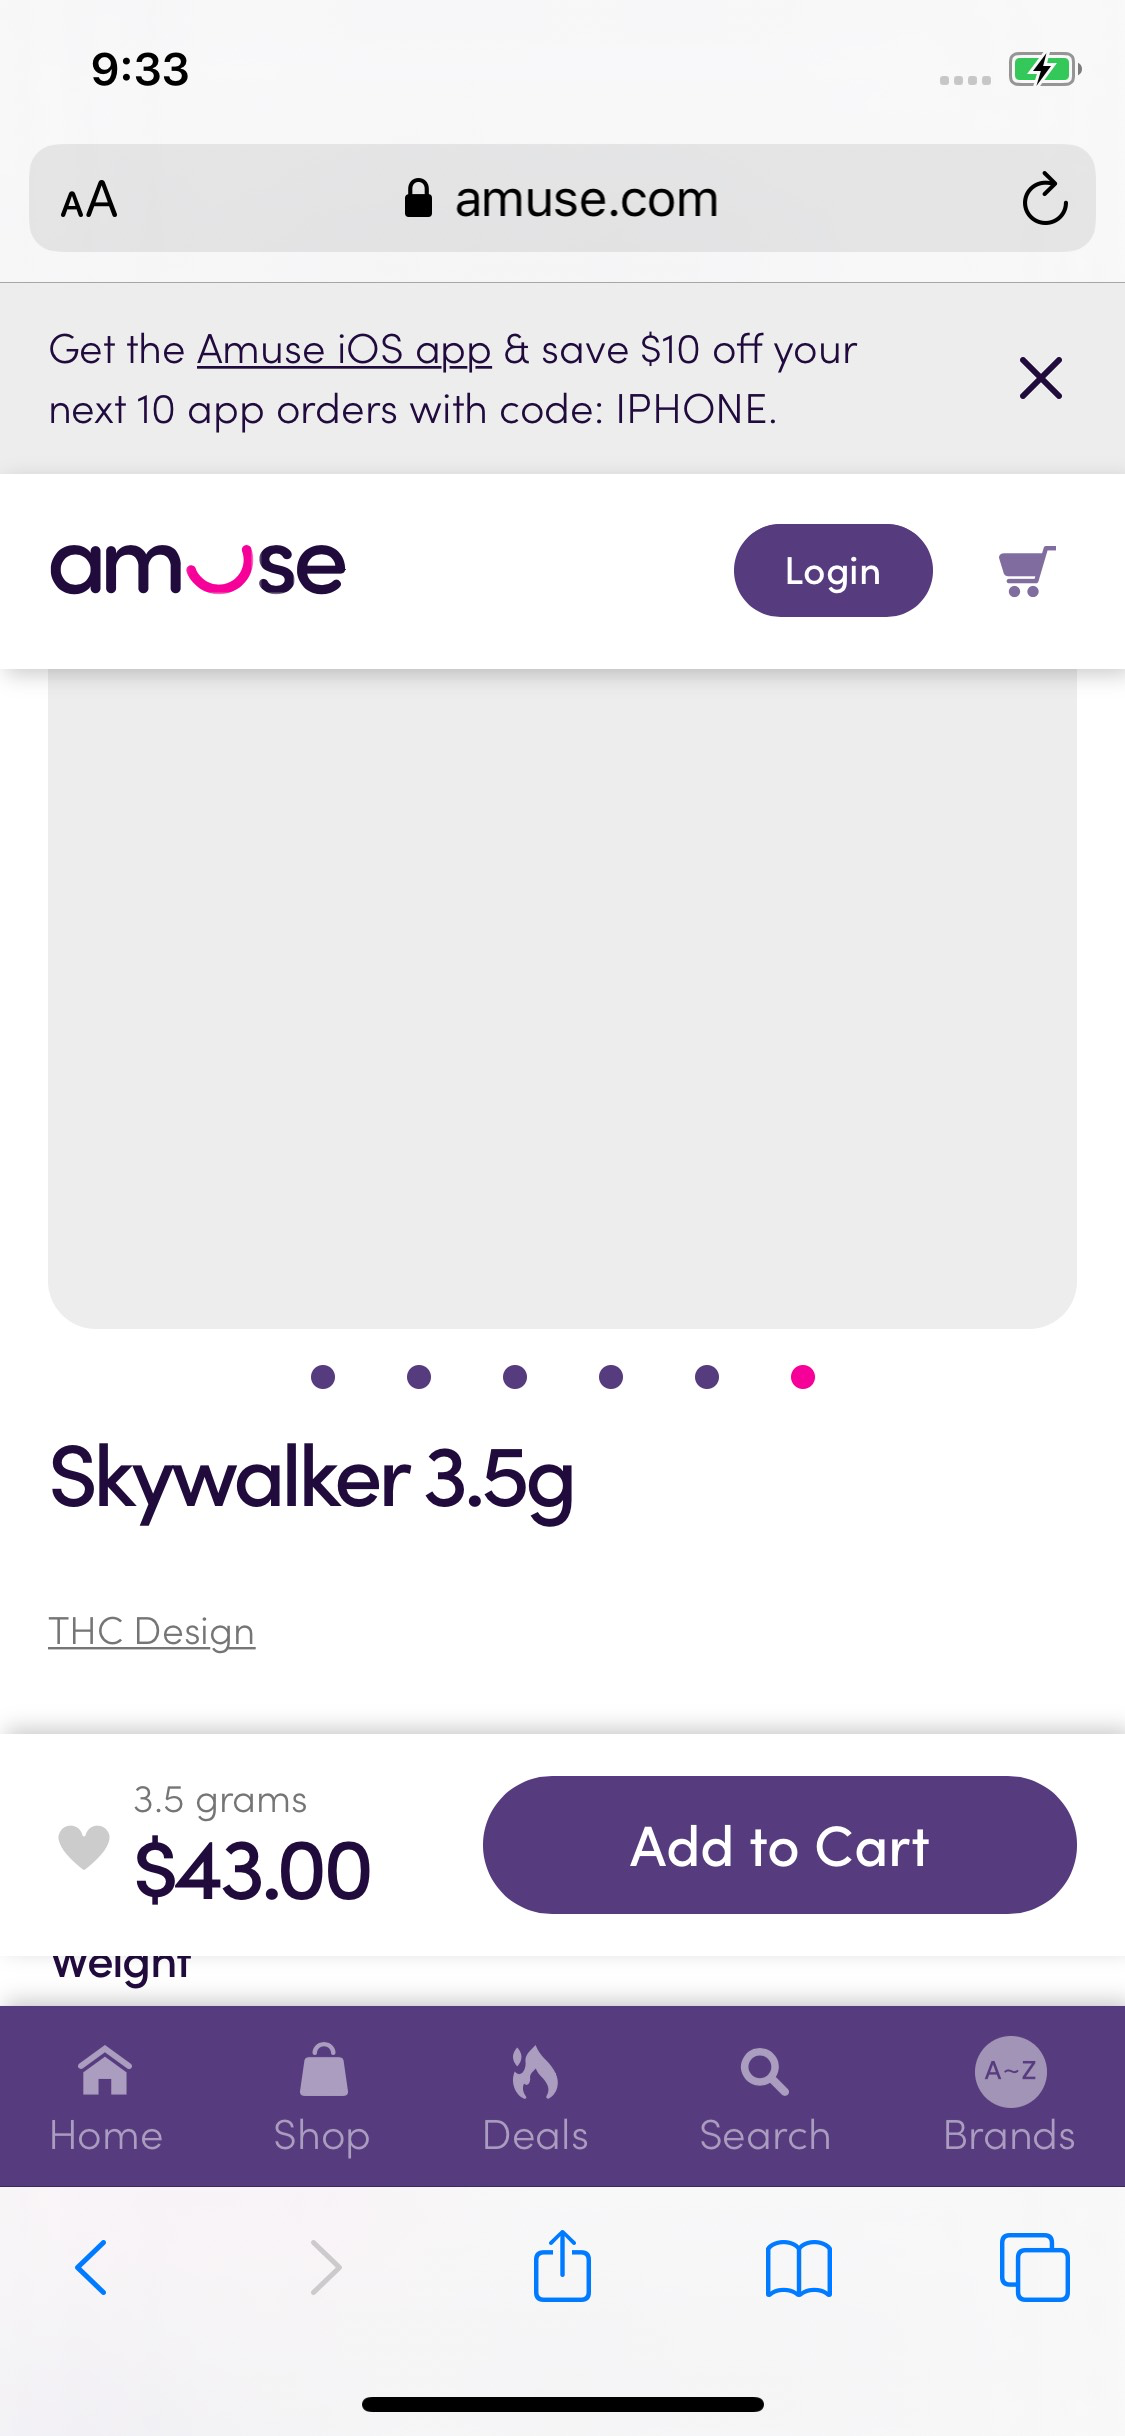 9:33
AA
amuse.com
Get the Amuse iOS app & save $10 off your
next 10 app orders with code: IPHONE.
amuse
Login
Skywalker 3.5g
THC Design
3.5 grams
$43.00
Add to Cart
Weight
Home
Shop
Deals
Search
A~Z
Brands